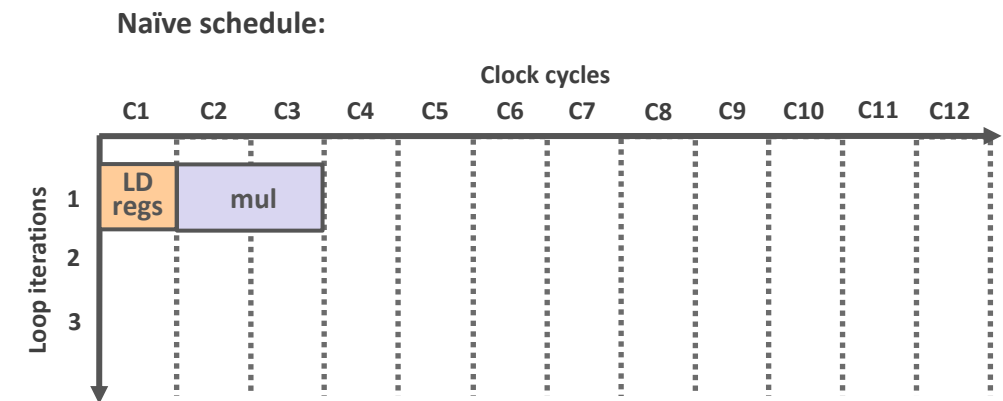 Naïve schedule:
Clock cycles
C1 C2 C3 C4 C5 C6 C7 C8 C9 C10 C11 C12
Loop iterations
1
LD
regs
mul
2
3